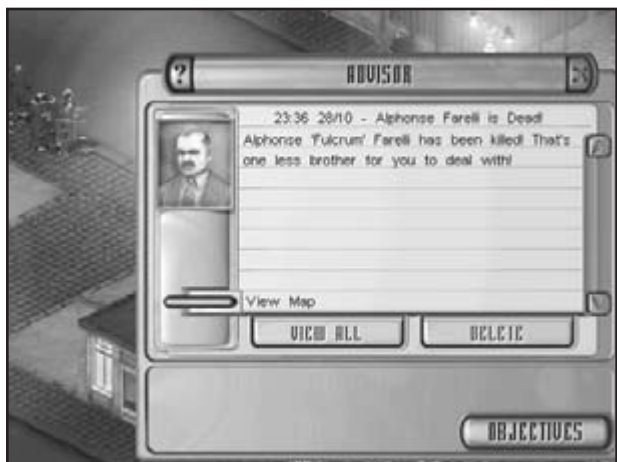 ?
ADVISOR
23:36 28/10 - Alphonse Farelli is Dead!
Alphonse 'Fulcrum' Farelli has been killed! That's
one less brother for you to deal with!
View Map
VIEW ALL
DELETE
OBJECTIVES